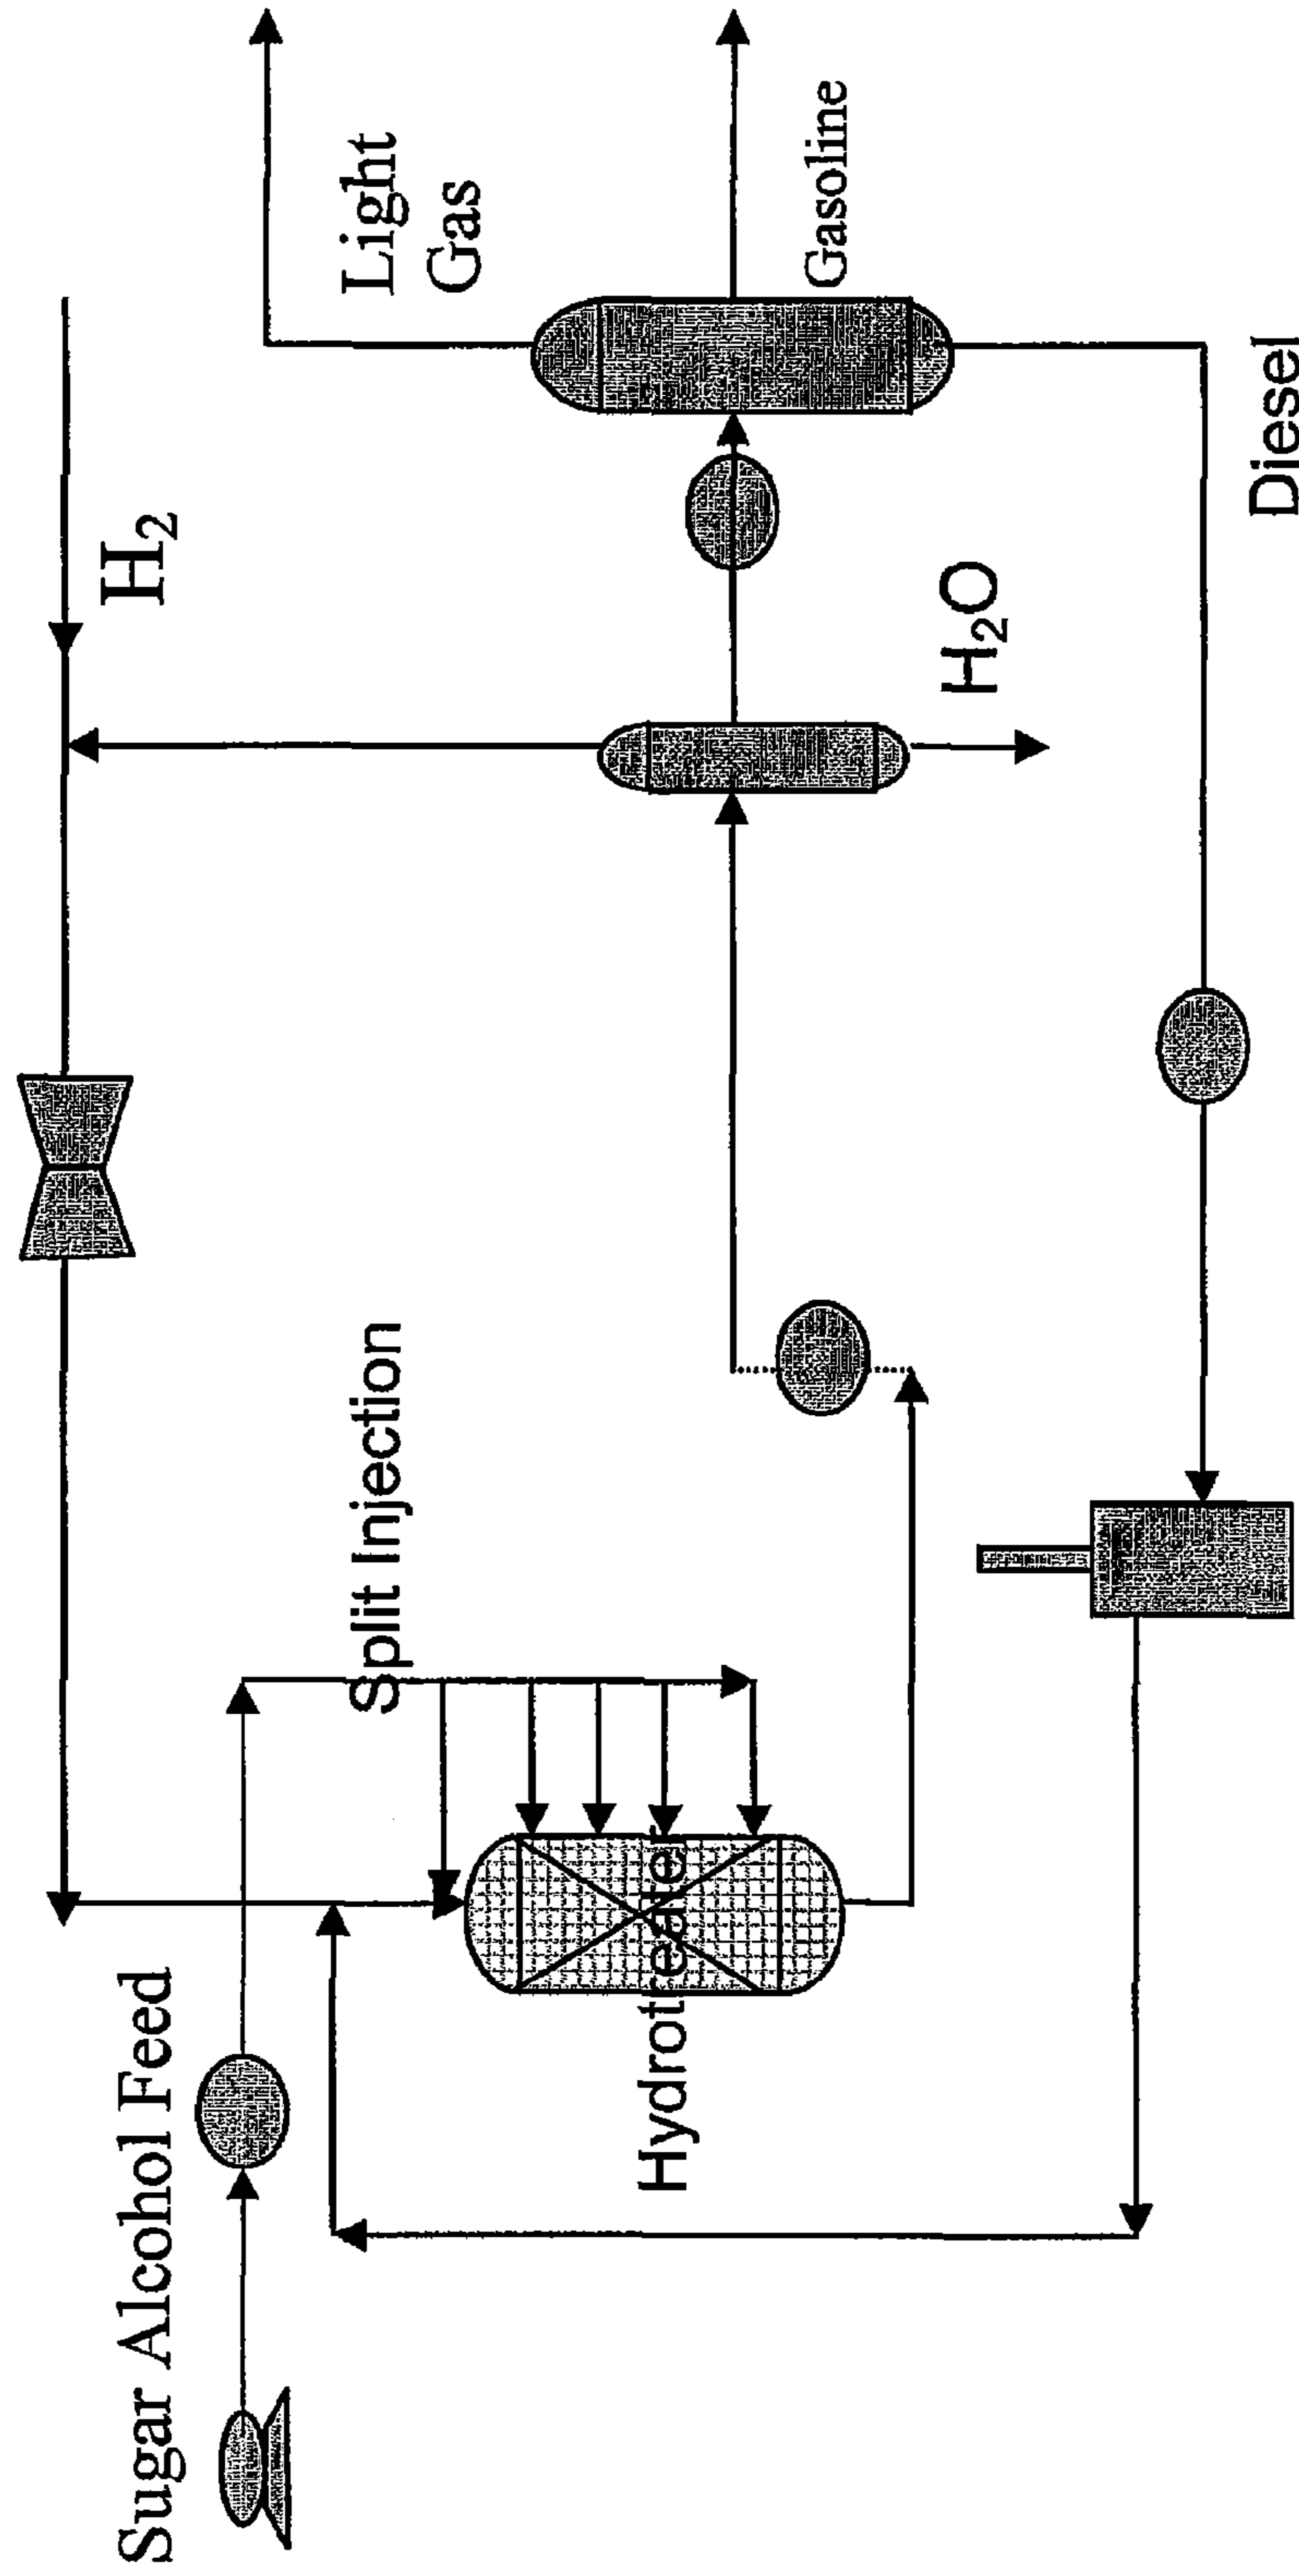 Sugar Alcohol Feed
Split Injection
Hydrotreater
H₂
Light
Gas
Gasoline
H₂O
Diesel